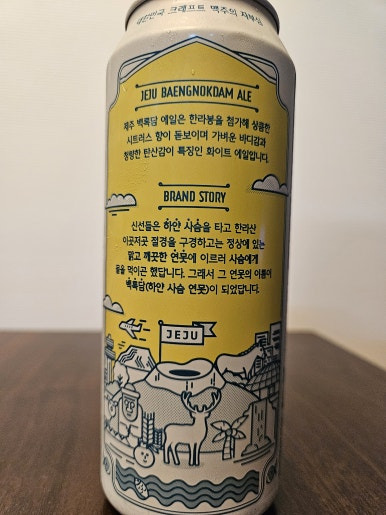 대한민국 크래프트 맥주의 자부심
JEJU BAENGNOKDAM ALE
제주 백록담 에일은 한라봉을 첨가해 상큼한
시트러스 향이 돋보이며 가벼운 바디감과
청량한 탄산감이 특징인 화이트 에일입니다.
BRAND STORY
신선들은 하얀 사슴을 타고 한라산
이곳저곳 절경을 구경하고는 정상에 있는
맑고 깨끗한 연못에 이르러 사슴에게
물을 먹이곤 했답니다. 그래서 그 연못의 이름이
백록담(하얀 사슴 연못)이 되었답니다.
JEJU